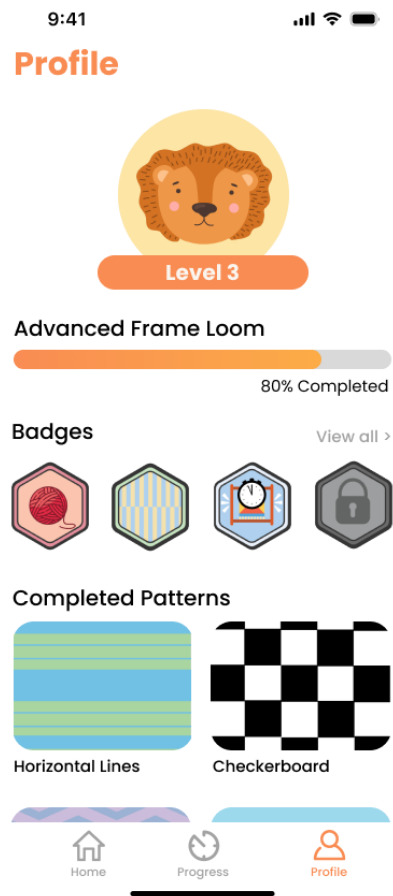 9:41
Profile
Level 3
Advanced Frame Loom
80% Completed
Badges
View all >
Completed Patterns
Horizontal Lines
Checkerboard
Home
Progress
Profile